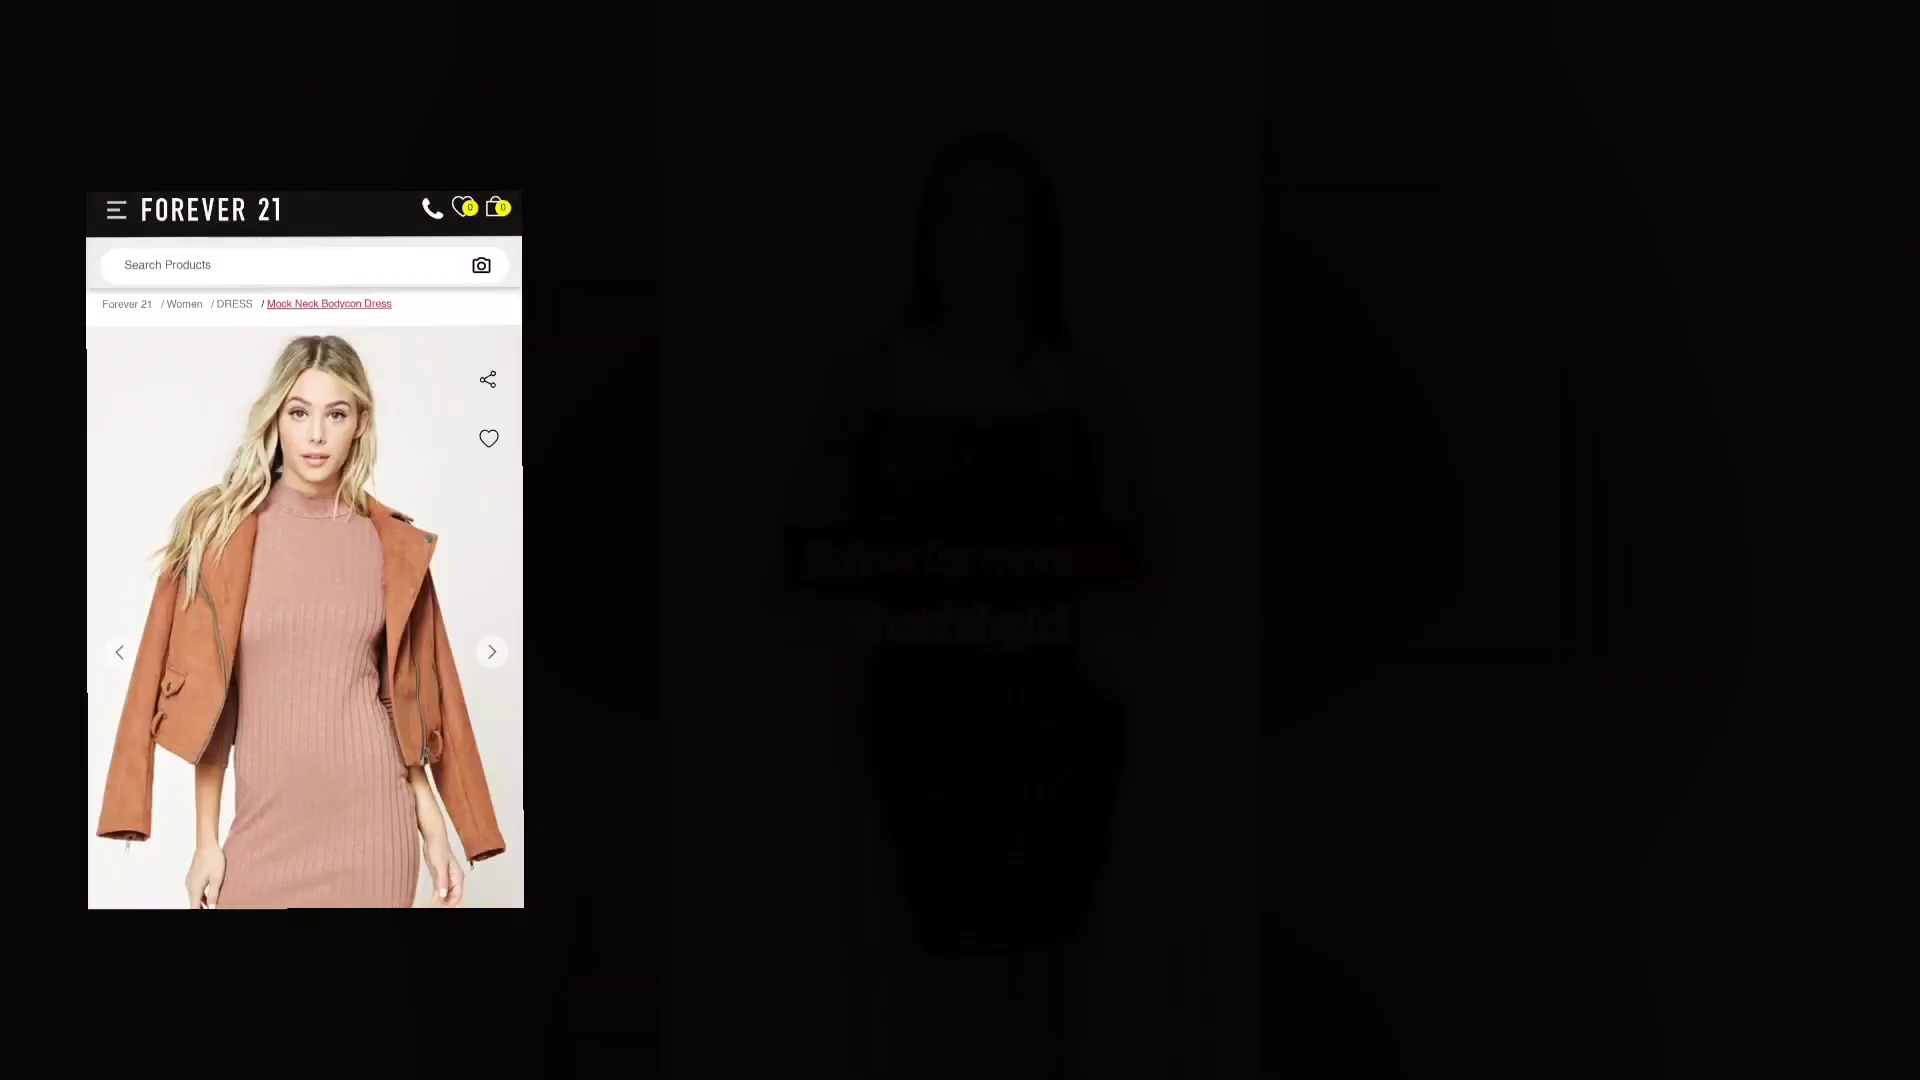 FOREVER 21
0
0
Search Products
Forever 21 / Women / DRESS / Mock Neck Bodycon Dress